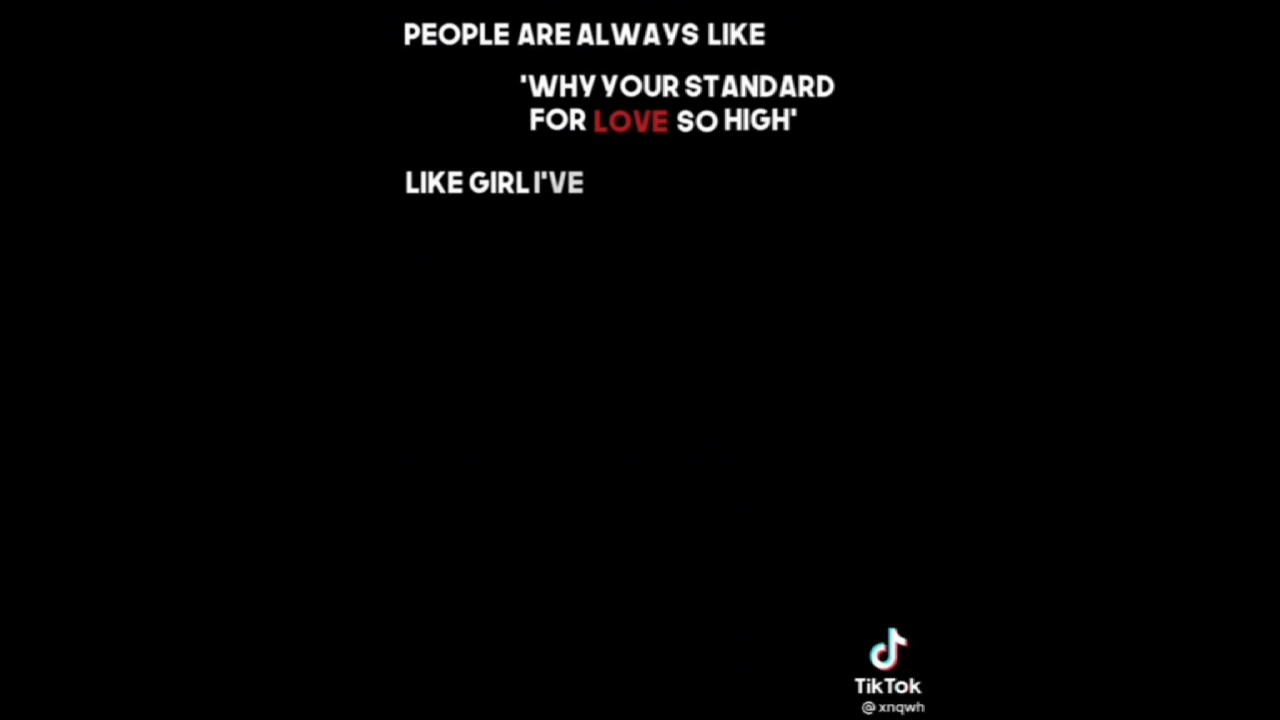 PEOPLE ARE ALWAYS LIKE
'WHY YOUR STANDARD
FOR LOVE SO HIGH'
LIKE GIRL I'VE
TikTok
@xnqwh